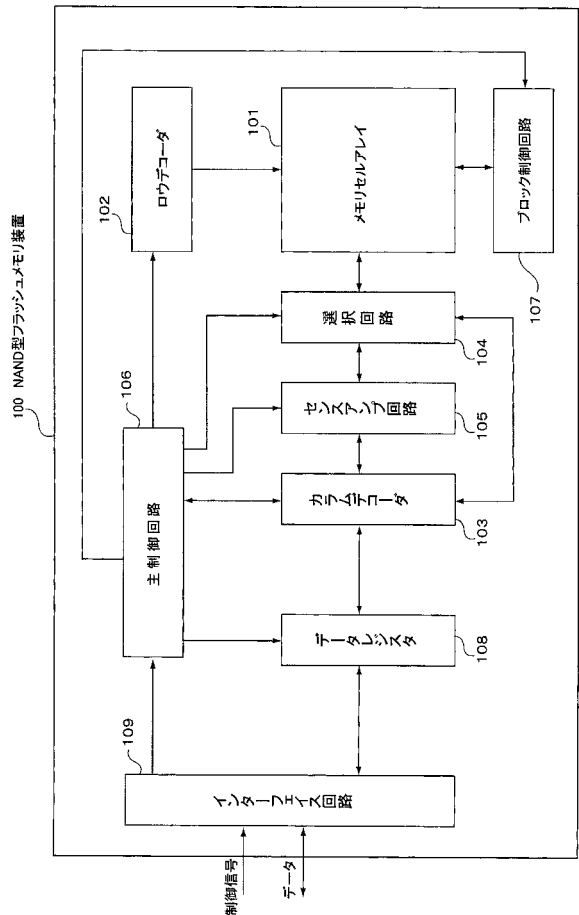 100 NAND型フラッシュメモリ装置
106
主制御回路
102
ロウデコーダ
109
インターフェイス回路
制御信号
データ
データレジスタ
108
カラムデコーダ
103
センスアンプ回路
105
選択回路
104
101
メモリセルアレイ
ブロック制御回路
107